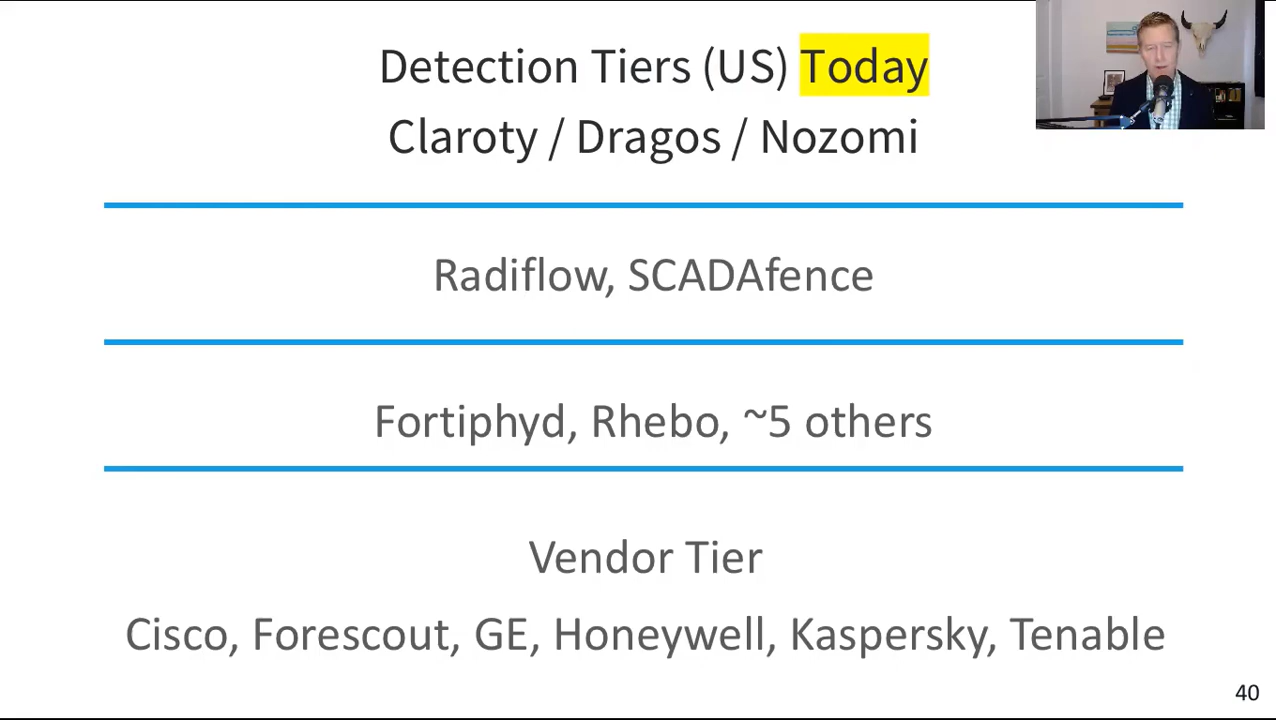 Detection Tiers (US) Today
Claroty / Dragos / Nozomi
Radiflow, SCADAfence
Fortiphyd, Rhebo, ~5 others
Vendor Tier
Cisco, Forescout, GE, Honeywell, Kaspersky, Tenable
40